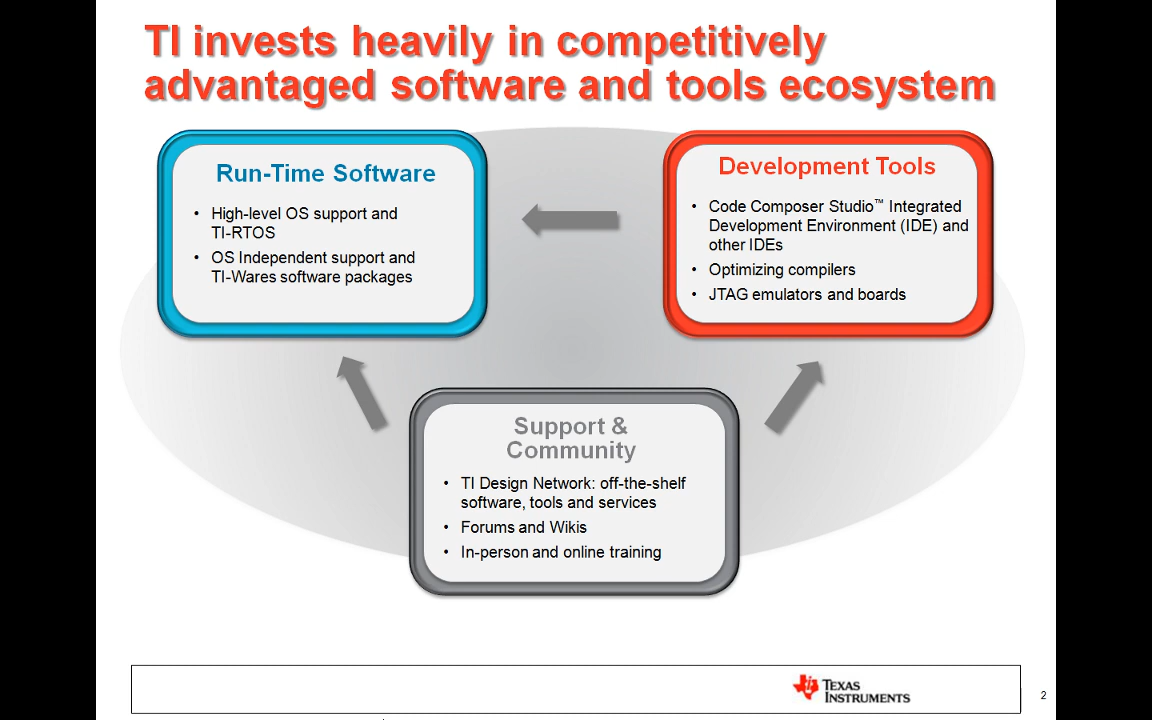 TI invests heavily in competitively
advantaged software and tools ecosystem
Run-Time Software
• High-level OS support and
TI-RTOS
• OS Independent support and
TI-Wares software packages
Development Tools
• Code Composer Studio™ Integrated
Development Environment (IDE) and
other IDEs
• Optimizing compilers
• JTAG emulators and boards
Support &
Community
• TI Design Network: off-the-shelf
software, tools and services
• Forums and Wikis
• In-person and online training
TEXAS
INSTRUMENTS
2